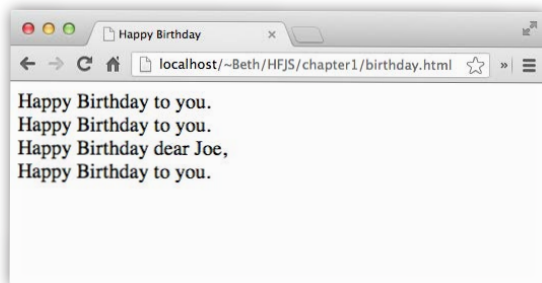 Happy Birthday
localhost/~Beth/HFJS/chapter1/birthday.html
Happy Birthday to you.
Happy Birthday to you.
Happy Birthday dear Joe,
Happy Birthday to you.